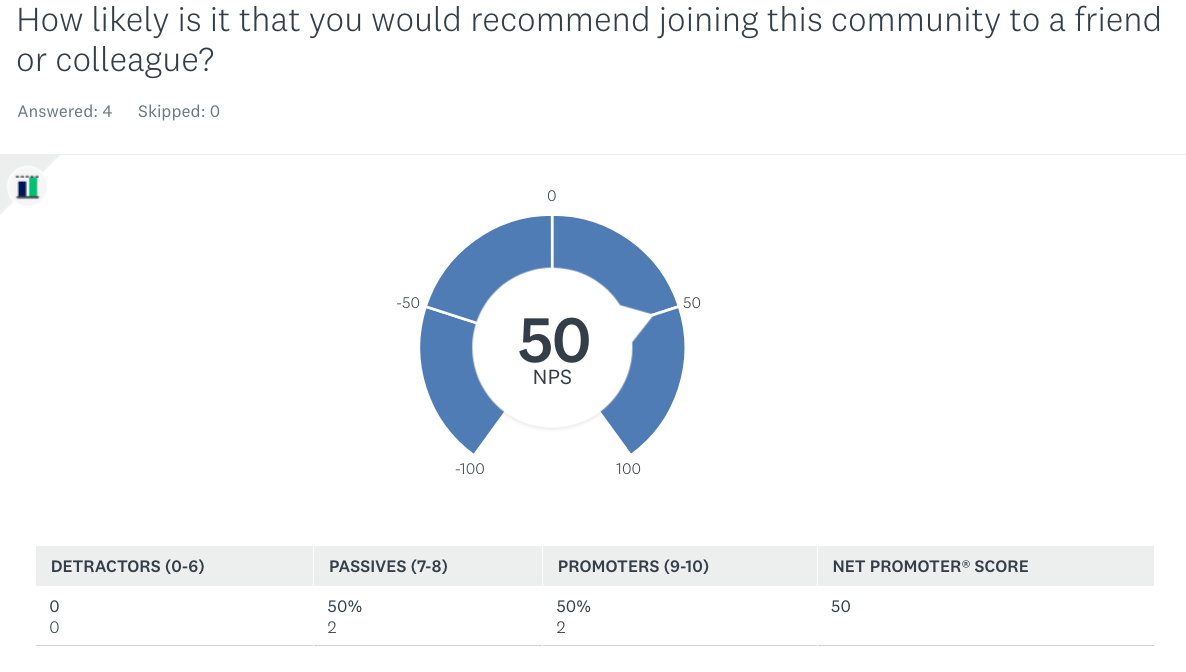 How likely is it that you would recommend joining this community to a friend
or colleague?
Answered: 4 Skipped: 0
0
-50
50
50
NPS
-100
100
DETRACTORS (0-6) PASSIVES (7-8) PROMOTERS (9-10) NET PROMOTER® SCORE
0 50% 50% 50
0 2 2